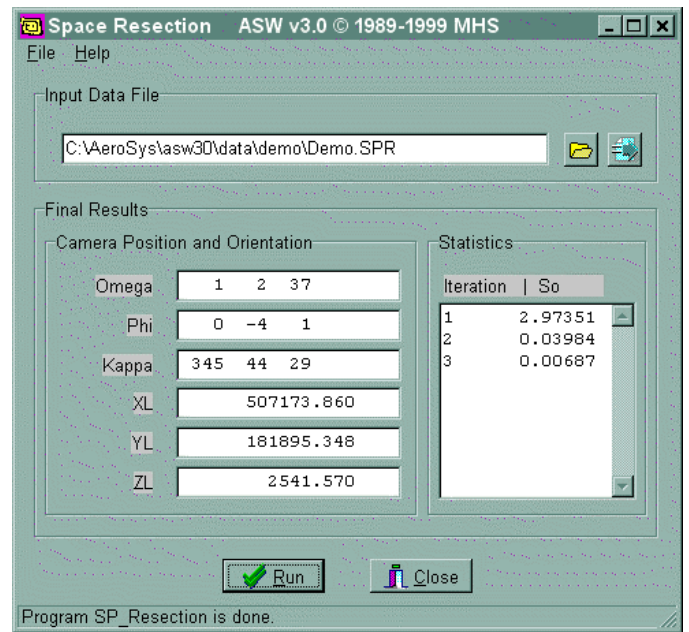 Space Resection ASW v3.0 © 1989-1999 MHS
File Help
Input Data File
C:\AeroSys\asw30\data\demo\Demo.SPR
Final Results
Camera Position and Orientation
Omega 1 2 37
Phi 0 -4 1
Kappa 345 44 29
XL 507173.860
YL 181895.348
ZL 2541.570
Statistics
Iteration | So
1 2.97351
2 0.03984
3 0.00687
Run Close
Program SP_Resection is done.